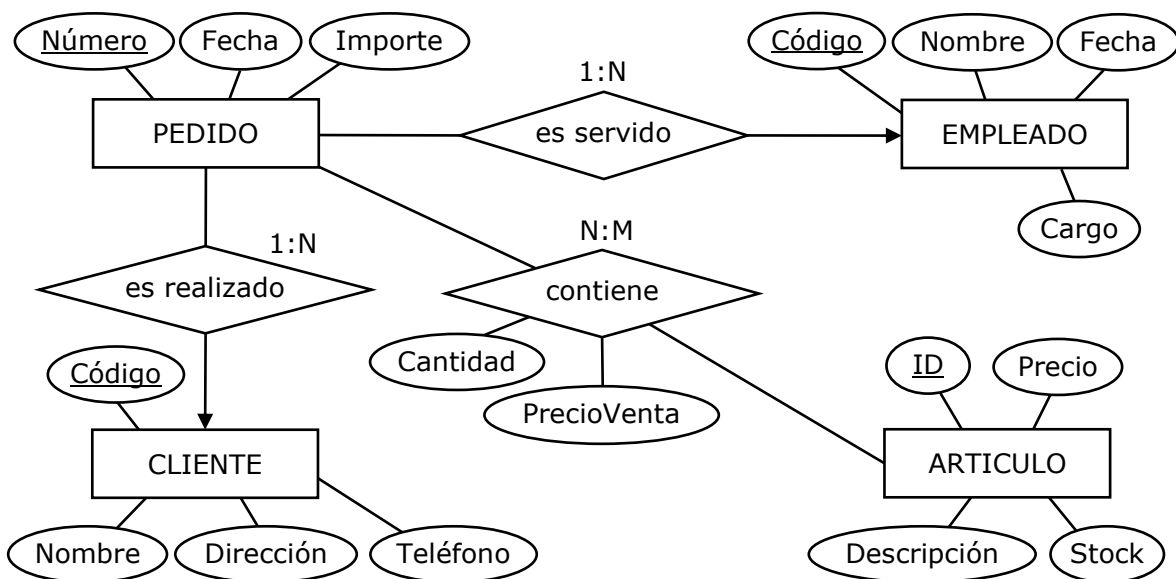 Número
Fecha
Importe
Código
Nombre
Fecha
1:N
PEDIDO
es servido
EMPLEADO
Cargo
1:N
N:M
es realizado
contiene
Cantidad
PrecioVenta
Código
ID
Precio
CLIENTE
ARTICULO
Nombre
Dirección
Teléfono
Descripción
Stock